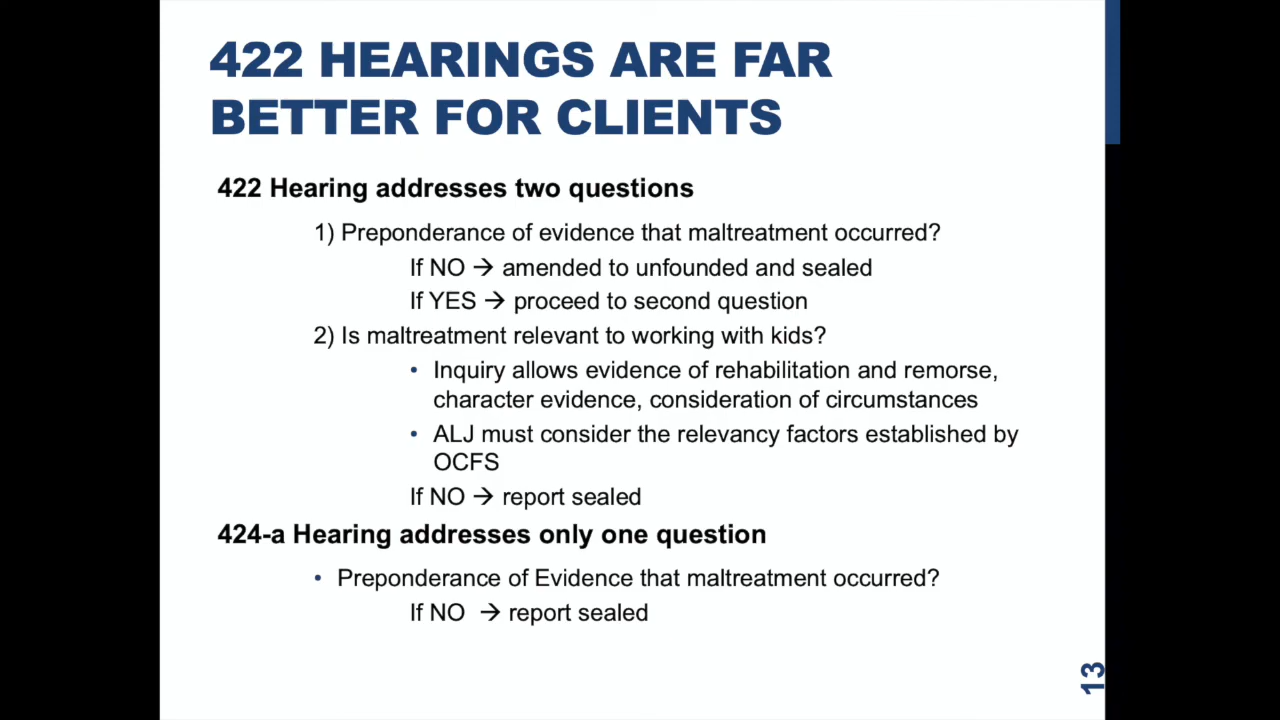 422 HEARINGS ARE FAR
BETTER FOR CLIENTS
422 Hearing addresses two questions
1) Preponderance of evidence that maltreatment occurred?
If NO → amended to unfounded and sealed
If YES → proceed to second question
2) Is maltreatment relevant to working with kids?
• Inquiry allows evidence of rehabilitation and remorse,
character evidence, consideration of circumstances
• ALJ must consider the relevancy factors established by
OCFS
If NO → report sealed
424-a Hearing addresses only one question
• Preponderance of Evidence that maltreatment occurred?
If NO → report sealed
13